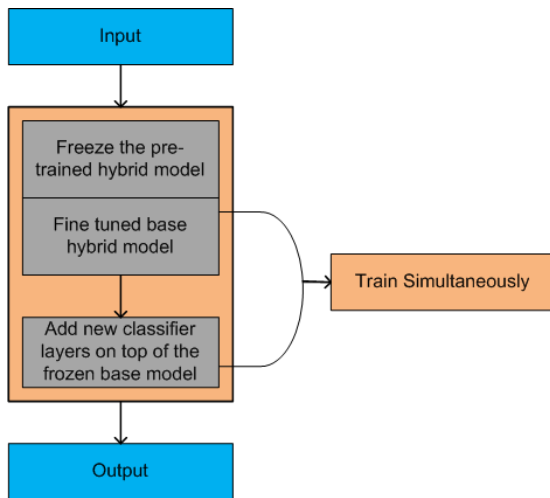 Input
Freeze the pre-
trained hybrid model
Fine tuned base
hybrid model
Train Simultaneously
Add new classifier
layers on top of the
frozen base model
Output